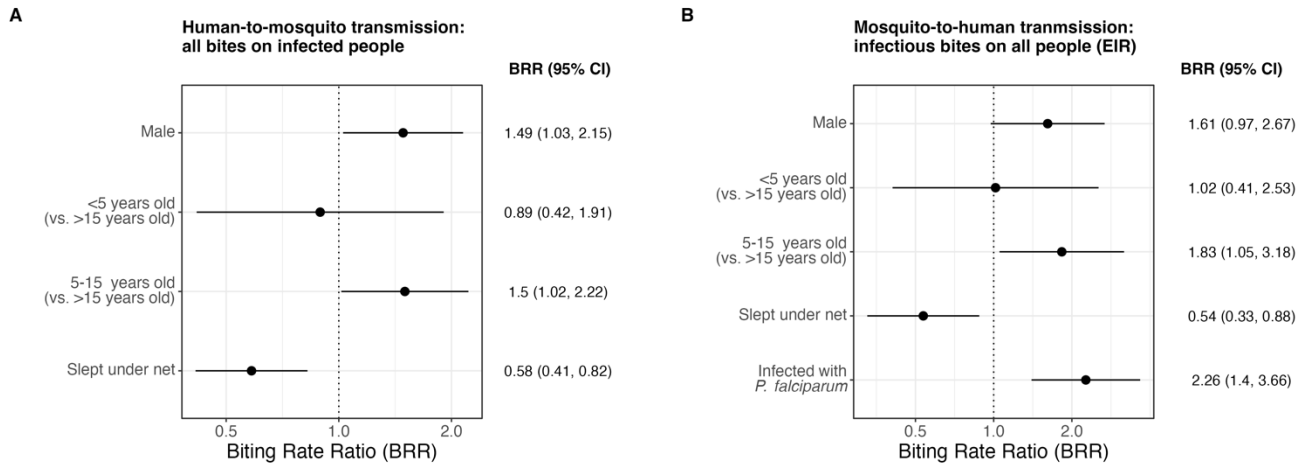 A
Human-to-mosquito transmission:
all bites on infected people
BRR (95% CI)
Male
1.49 (1.03, 2.15)
<5 years old
(vs. >15 years old)
0.89 (0.42, 1.91)
5-15 years old
(vs. >15 years old)
1.5 (1.02, 2.22)
Slept under net
0.58 (0.41, 0.82)
0.5
1.0
2.0
Biting Rate Ratio (BRR)
B
Mosquito-to-human tranmsission:
infectious bites on all people (EIR)
BRR (95% CI)
Male
1.61 (0.97, 2.67)
<5 years old
(vs. >15 years old)
1.02 (0.41, 2.53)
5-15 years old
(vs. >15 years old)
1.83 (1.05, 3.18)
Slept under net
0.54 (0.33, 0.88)
Infected with
P. falciparum
2.26 (1.4, 3.66)
0.5
1.0
2.0
Biting Rate Ratio (BRR)